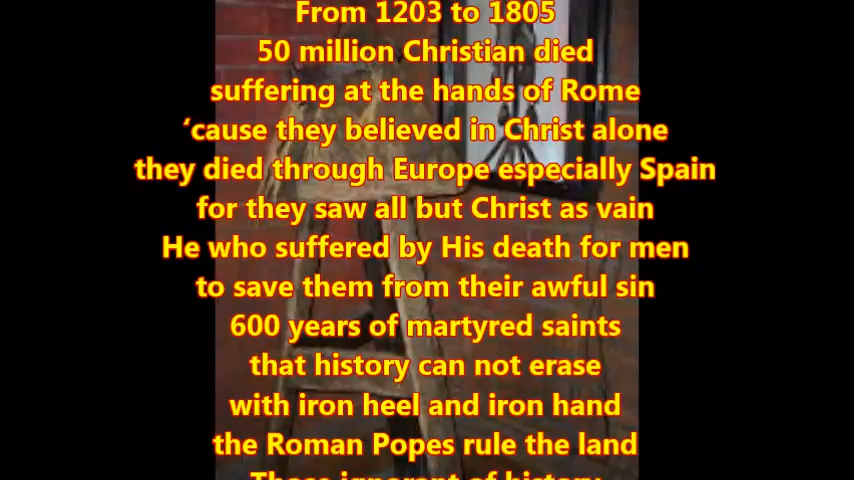 From 1203 to 1805
50 million Christian died
suffering at the hands of Rome
‘cause they believed in Christ alone
they died through Europe especially Spain
for they saw all but Christ as vain
He who suffered by His death for men
to save them from their awful sin
600 years of martyred saints
that history can not erase
with iron heel and iron hand
the Roman Popes rule the land
Those ignorant of history